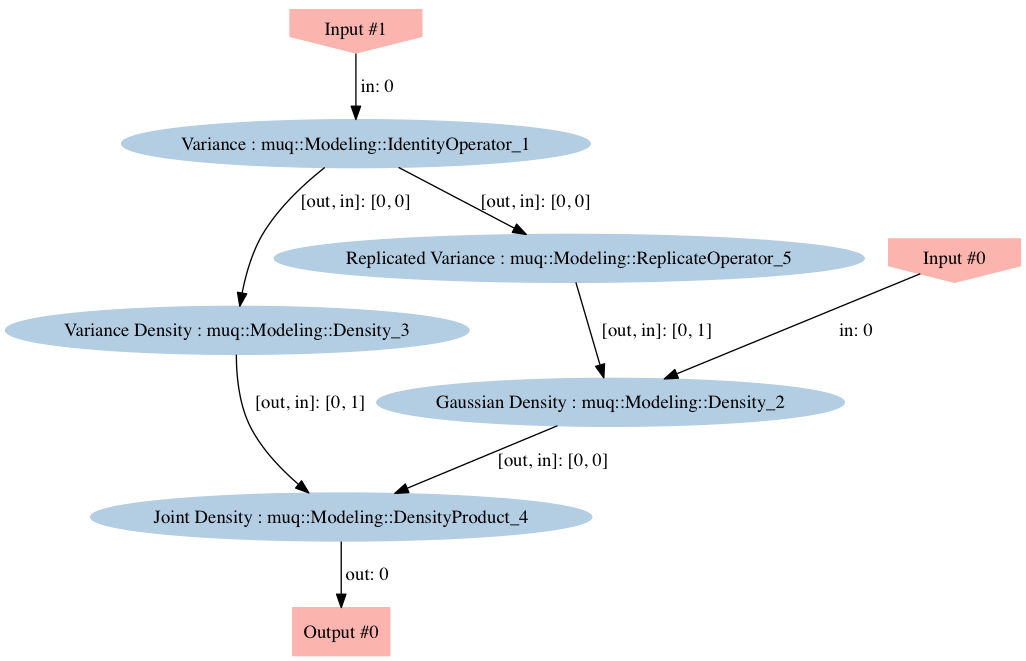 Input #1
in: 0
Variance : muq::Modeling::IdentityOperator_1
[out, in]: [0, 0]
[out, in]: [0, 0]
Replicated Variance : muq::Modeling::ReplicateOperator_5
Input #0
Variance Density : muq::Modeling::Density_3
[out, in]: [0, 1]
in: 0
[out, in]: [0, 1]
Gaussian Density : muq::Modeling::Density_2
[out, in]: [0, 0]
Joint Density : muq::Modeling::DensityProduct_4
out: 0
Output #0